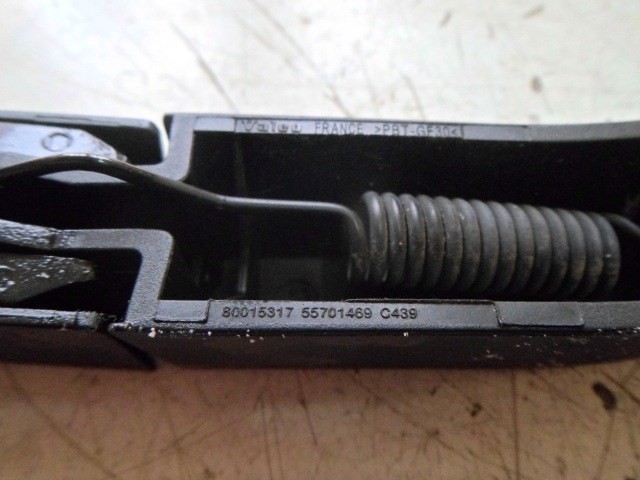 Valeo FRANCE >PBT-GF30<
80015317 55701469 C439